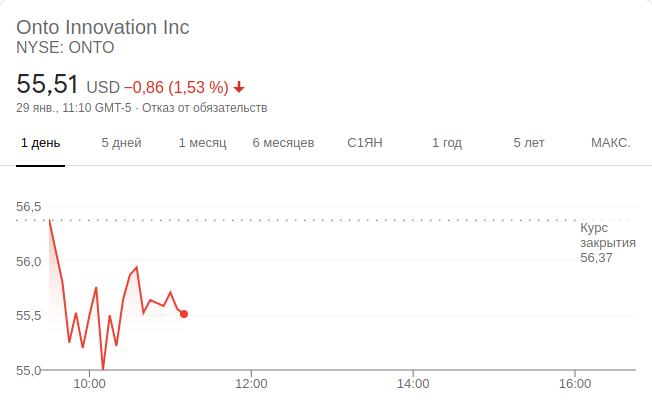 Onto Innovation Inc
NYSE: ONTO
55,51 USD −0,86 (1,53 %)
29 янв., 11:10 GMT-5 · Отказ от обязательств
1 день 5 дней 1 месяц 6 месяцев С1ЯН 1 год 5 лет МАКС.
56,5
Курс
закрытия
56,37
56,0
55,5
55,0
10:00 12:00 14:00 16:00